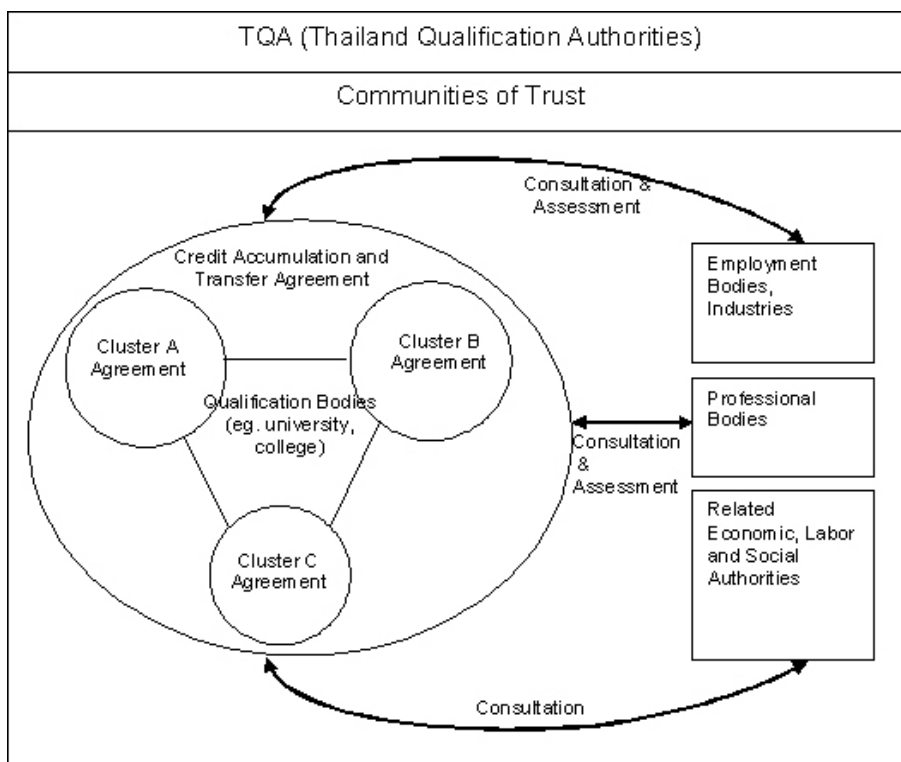 TQA (Thailand Qualification Authorities)
Communities of Trust
Consultation &
Assessment
Credit Accumulation and
Transfer Agreement
Cluster A
Agreement
Cluster B
Agreement
Qualification Bodies
(eg. university,
college)
Cluster C
Agreement
Employment
Bodies,
Industries
Professional
Bodies
Consultation
&
Assessment
Related
Economic, Labor
and Social
Authorities
Consultation